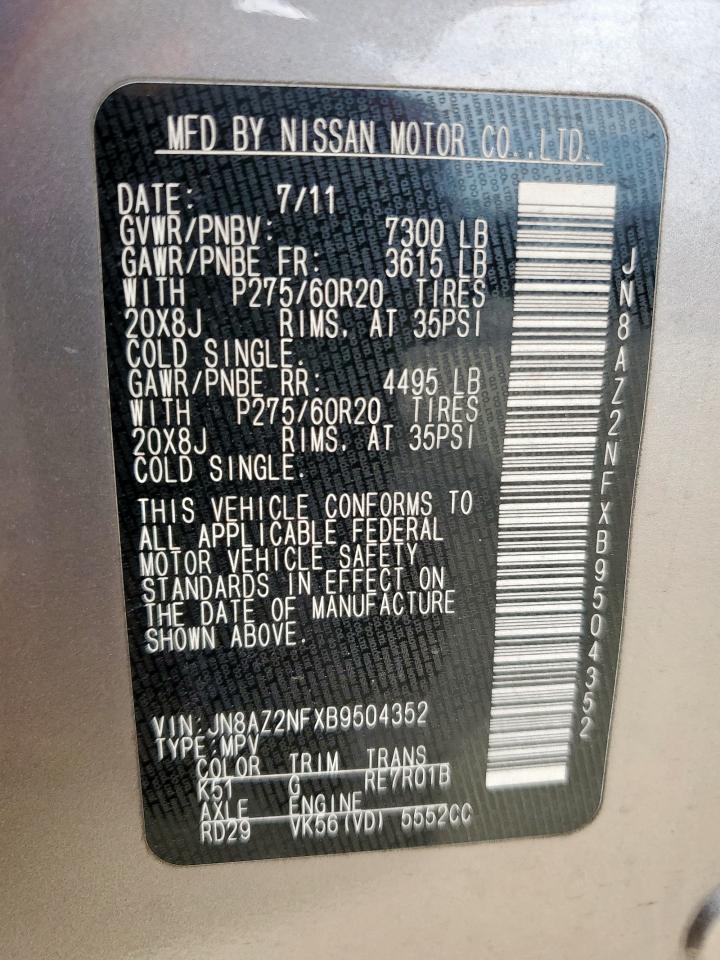 MFD BY NISSAN MOTOR CO.,LTD.
DATE: 7/11
GVWR/PNBV: 7300 LB
GAWR/PNBE FR: 3615 LB
WITH P275/60R20 TIRES
20X8J RIMS, AT 35PSI
COLD SINGLE.
GAWR/PNBE RR: 4495 LB
WITH P275/60R20 TIRES
20X8J RIMS, AT 35PSI
COLD SINGLE.
THIS VEHICLE CONFORMS TO
ALL APPLICABLE FEDERAL
MOTOR VEHICLE SAFETY
STANDARDS IN EFFECT ON
THE DATE OF MANUFACTURE
SHOWN ABOVE.
VIN: JN8AZ2NFXB9504352
TYPE: MPV
COLOR TRIM TRANS
K51 G RE7R01B
AXLE ENGINE
RD29 VK56(VD) 5552CC
JN8AZ2NFXB9504352